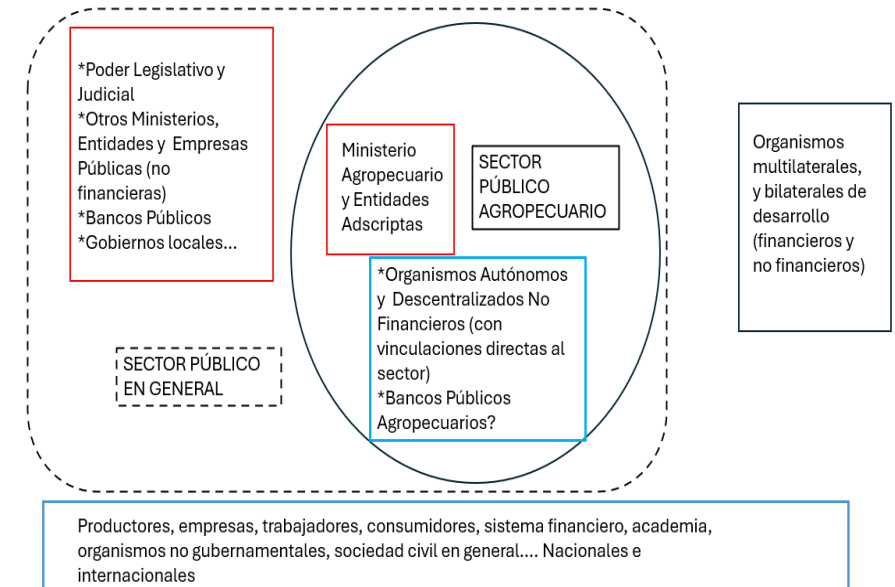 *Poder Legislativo y
Judicial
*Otros Ministerios,
Entidades y Empresas
Públicas (no
financieras)
*Bancos Públicos
*Gobiernos locales...
Ministerio
Agropecuario
y Entidades
Adscriptas
SECTOR
PÚBLICO
AGROPECUARIO
*Organismos Autónomos
y Descentralizados No
Financieros (con
vinculaciones directas al
sector)
*Bancos Públicos
Agropecuarios?
SECTOR PÚBLICO
EN GENERAL
Organismos
multilaterales,
y bilaterales de
desarrollo
(financieros y
no financieros)
Productores, empresas, trabajadores, consumidores, sistema financiero, academia,
organismos no gubernamentales, sociedad civil en general.... Nacionales e
internacionales